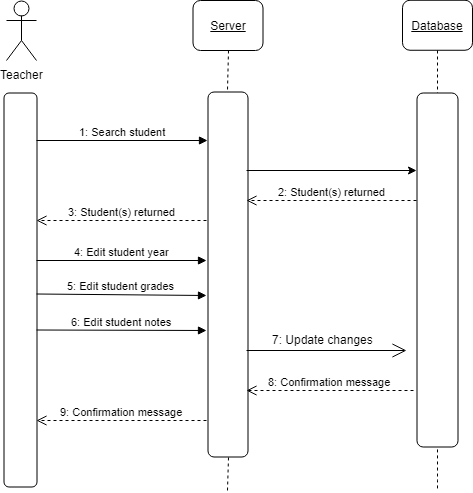 Server
Database
Teacher
1: Search student
2: Student(s) returned
3: Student(s) returned
4: Edit student year
5: Edit student grades
6: Edit student notes
7: Update changes
8: Confirmation message
9: Confirmation message